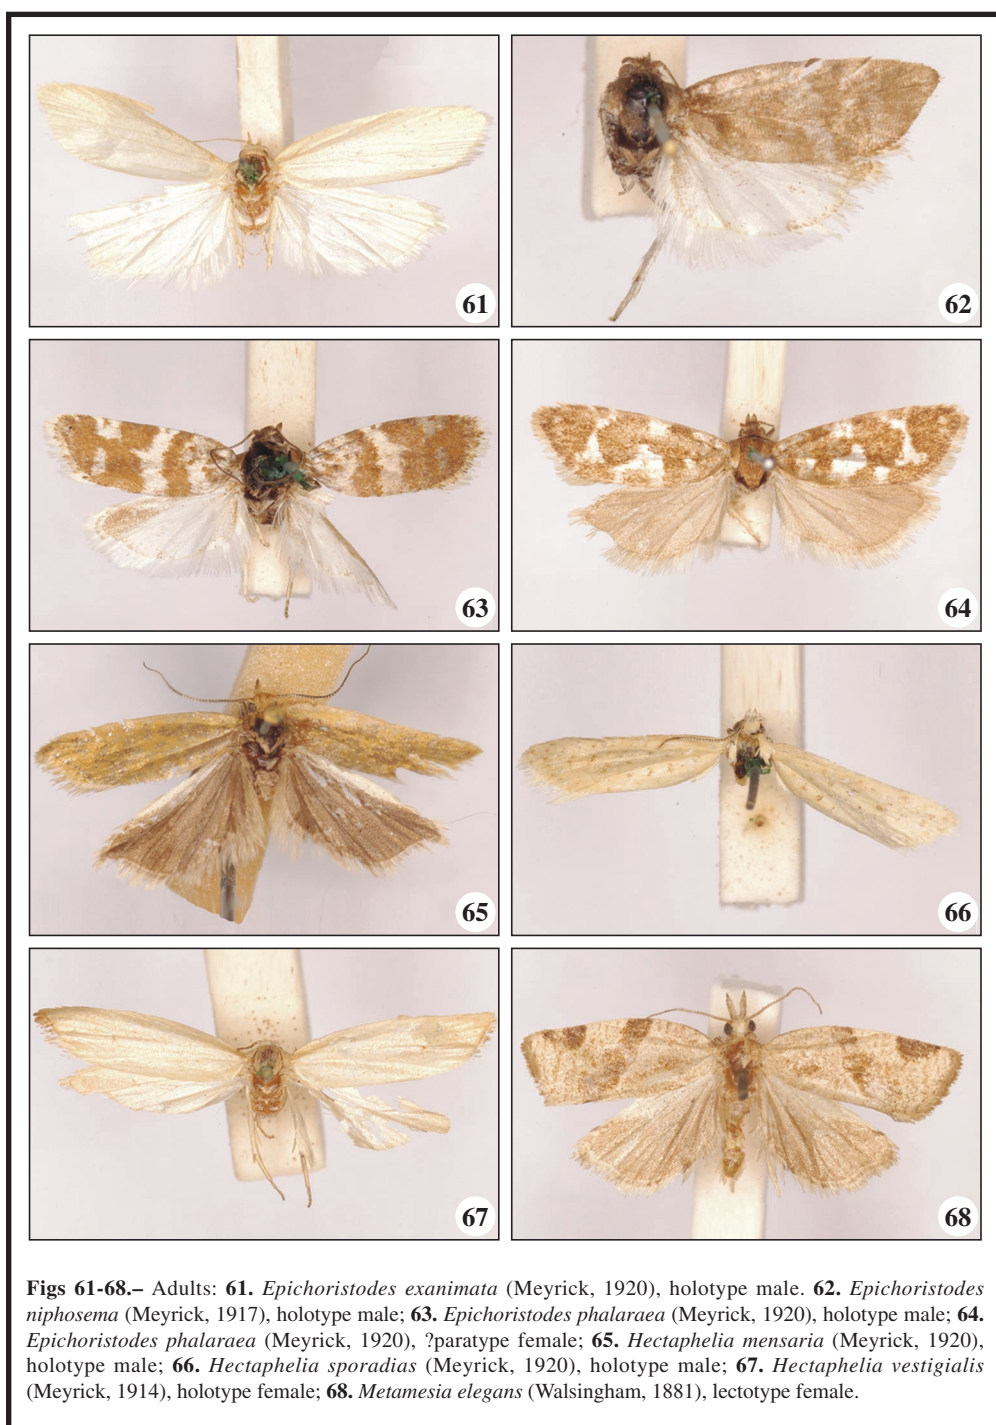 61
62
63
64
65
66
67
68
Figs 61-68.– Adults: 61. Epichoristodes exanimata (Meyrick, 1920), holotype male. 62. Epichoristodes
niphosema (Meyrick, 1917), holotype male; 63. Epichoristodes phalaraea (Meyrick, 1920), holotype male; 64.
Epichoristodes phalaraea (Meyrick, 1920), ?paratype female; 65. Hectaphelia mensaria (Meyrick, 1920),
holotype male; 66. Hectaphelia sporadias (Meyrick, 1920), holotype male; 67. Hectaphelia vestigialis
(Meyrick, 1914), holotype female; 68. Metamesia elegans (Walsingham, 1881), lectotype female.